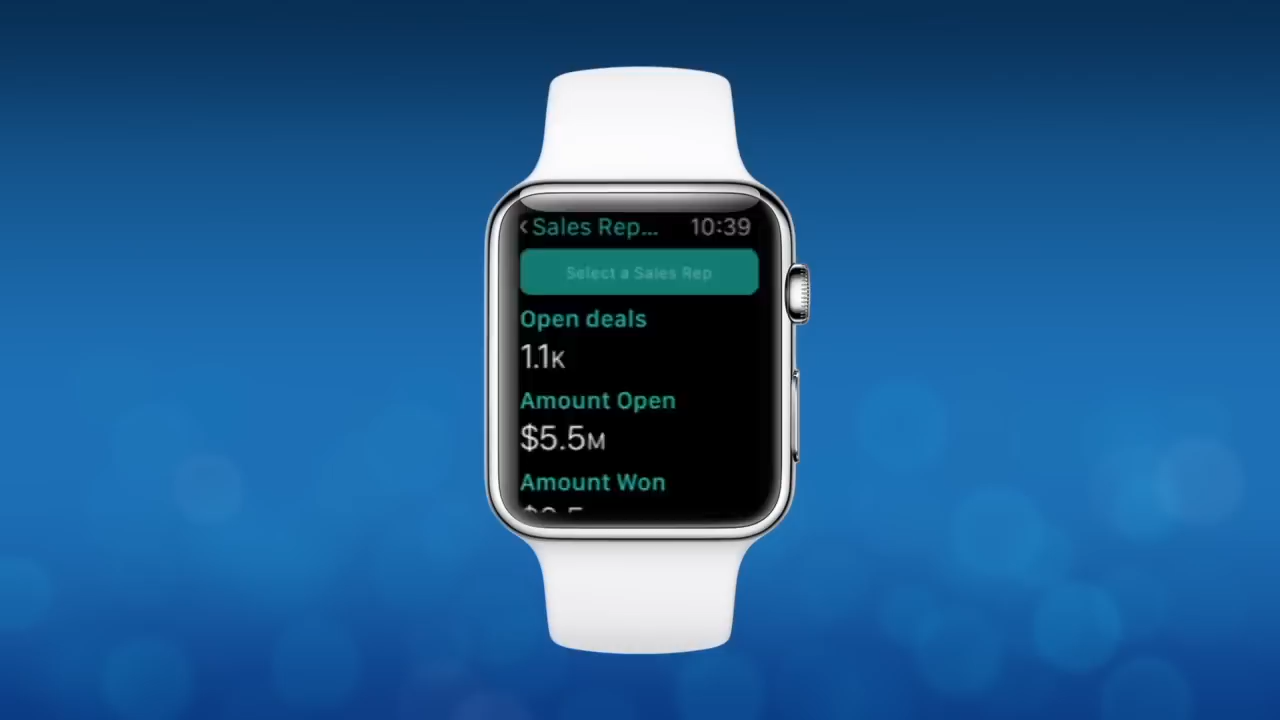 < Sales Rep... 10:39
Select a Sales Rep
Open deals
1.1K
Amount Open
$5.5M
Amount Won